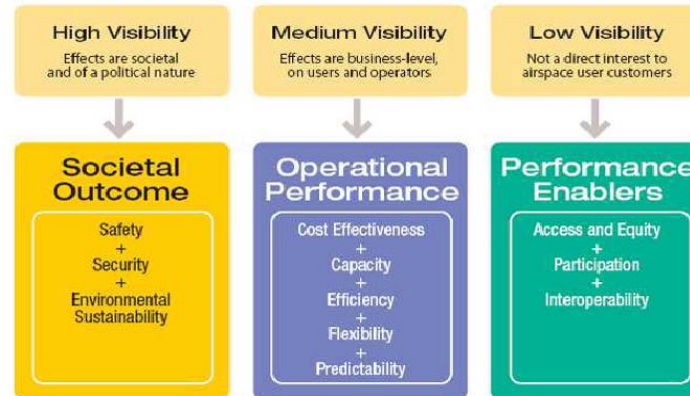 High Visibility
Effects are societal
and of a political nature
Societal
Outcome
Safety
+
Security
+
Environmental
Sustainability
Medium Visibility
Effects are business-level,
on users and operators
Operational
Performance
Cost Effectiveness
+
Capacity
+
Efficiency
+
Flexibility
+
Predictability
Low Visibility
Not a direct interest to
airspace user customers
Performance
Enablers
Access and Equity
+
Participation
+
Interoperability